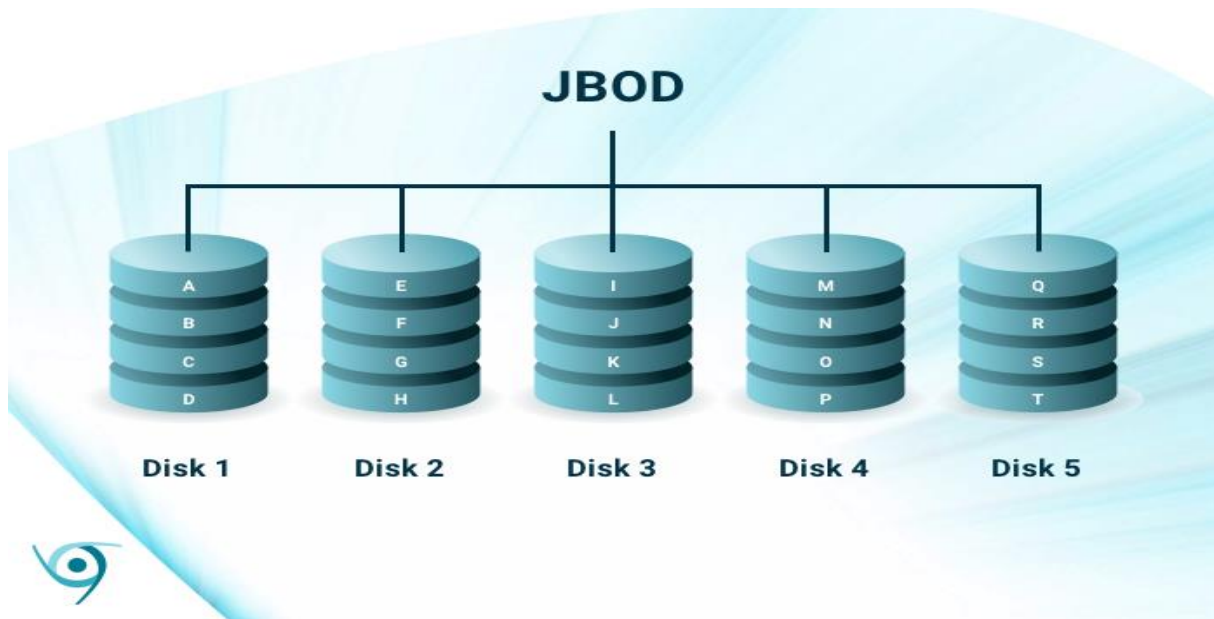 JBOD
A E I M Q
B F J N R
C G K O S
D H L P T
Disk 1 Disk 2 Disk 3 Disk 4 Disk 5